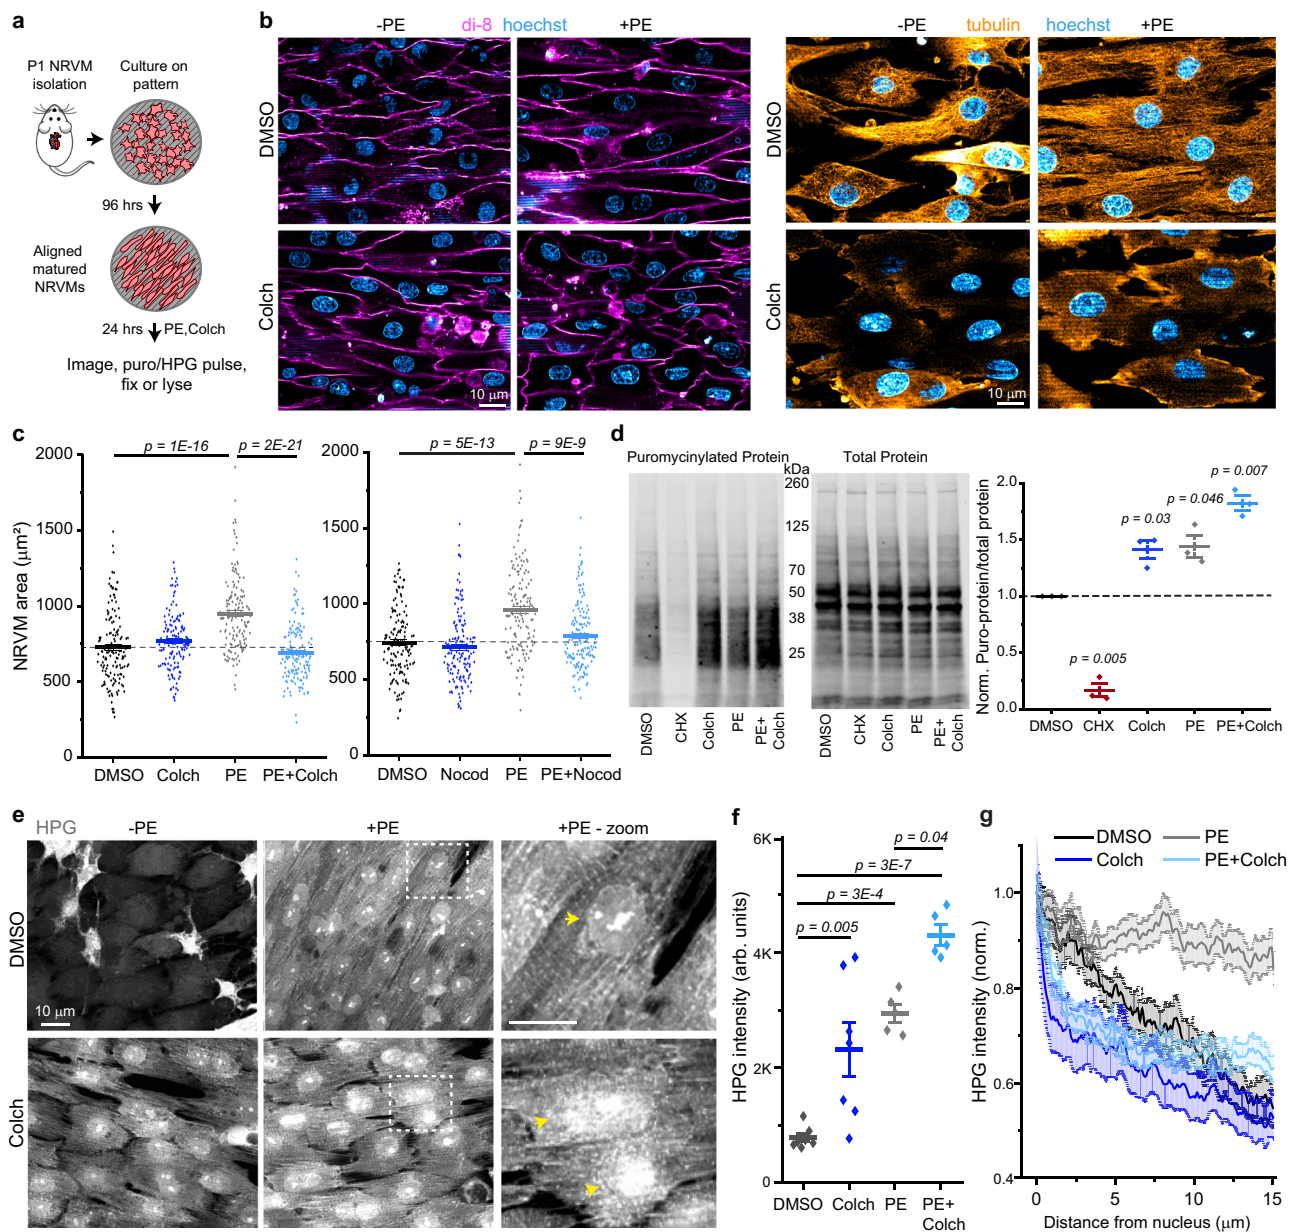 a
P1 NRVM
isolation
Culture on
pattern
96 hrs
Aligned
matured
NRVMs
24 hrs
PE,Colch
Image, puro/HPG pulse,
fix or lyse
b
-PE
di-8 hoechst
+PE
-PE
tubulin
hoechst
+PE
DMSO
DMSO
Colch
Colch
10 μm
10 μm
c
p = 1E-16
p = 2E-21
NRVM area (μm²)
2000
1500
1000
500
0
DMSO
Colch
PE
PE+Colch
p = 5E-13
p = 9E-9
2000
1500
1000
500
0
DMSO
Nocod
PE
PE+Nocod
d
Puromycinylated Protein
kDa
Total Protein
260
125
70
50
38
25
DMSO
CHX
Colch
PE
PE+
Colch
DMSO
CHX
Colch
PE
PE+
Colch
Norm. Puro-protein/total protein
2.0
1.5
1.0
0.5
0.0
p = 0.005
p = 0.03
p = 0.046
p = 0.007
DMSO
CHX
Colch
PE
PE+Colch
e
HPG
-PE
+PE
+PE - zoom
DMSO
10 μm
Colch
f
HPG intensity (arb. units)
6K
4K
2K
0
p = 0.04
p = 3E-7
p = 3E-4
p = 0.005
DMSO
Colch
PE
PE+
Colch
g
DMSO
PE
Colch
PE+Colch
HPG intensity (norm.)
1.0
0.8
0.6
0.4
0
5
10
15
Distance from nucleus (μm)